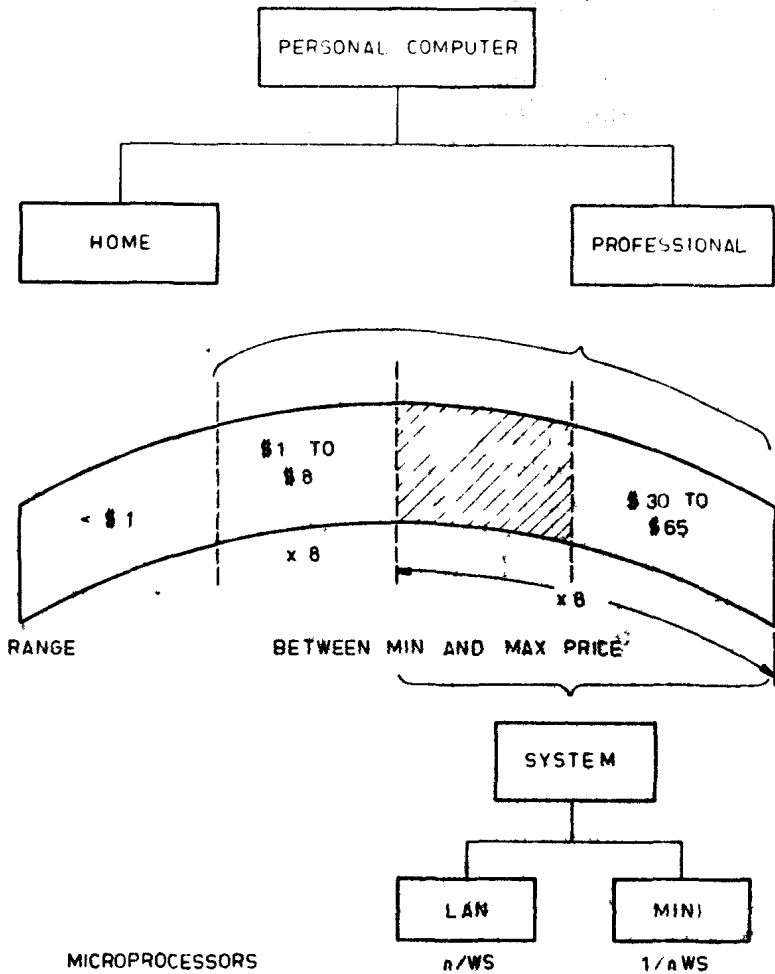 PERSONAL COMPUTER
HOME
PROFESSIONAL
$1 TO
$8
< $1
$30 TO
$65
x 8
x 8
RANGE
BETWEEN MIN AND MAX PRICE
SYSTEM
LAN
MINI
MICROPROCESSORS
n/WS
1/n WS